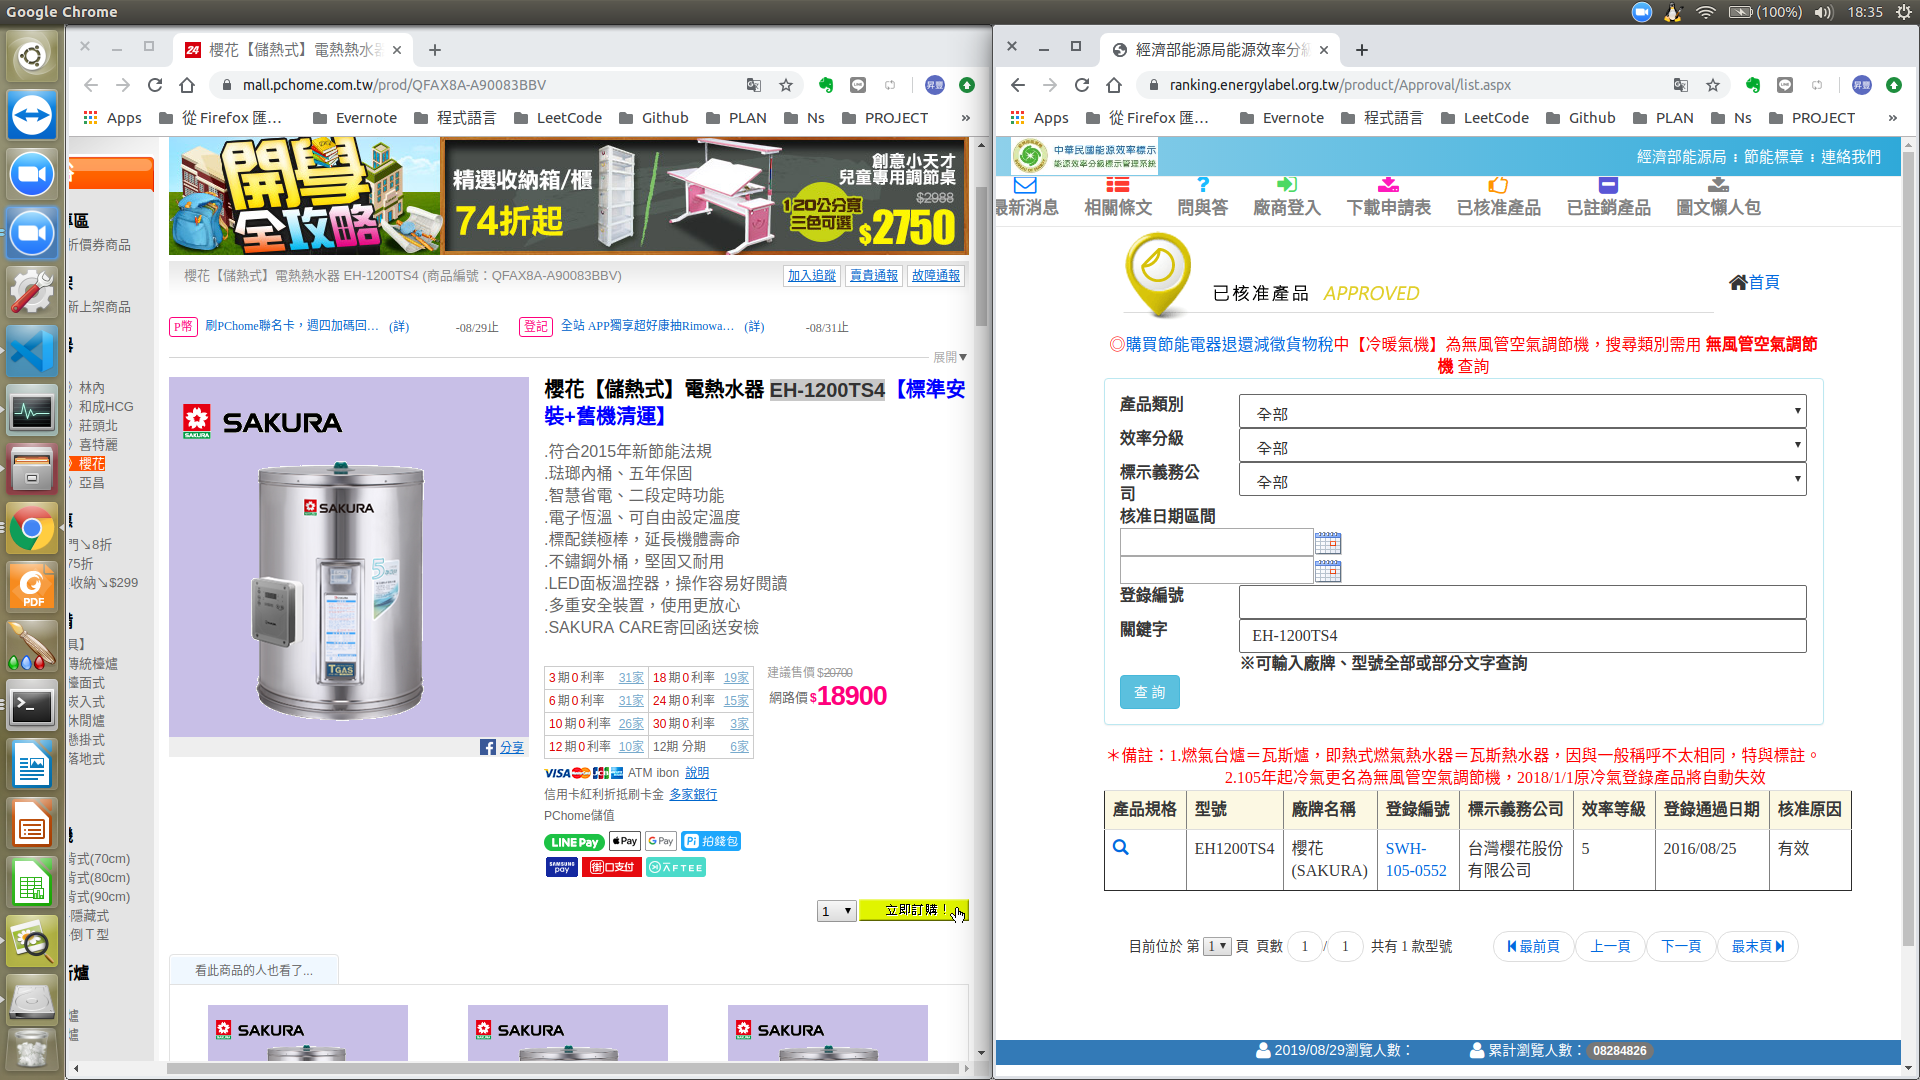 Google Chrome
(100%)
18:35
櫻花【儲熱式】電熱熱水器
mall.pchome.com.tw/prod/QFAX8A-A90083BBV
Apps
從 Firefox 匯…
Evernote
程式語言
LeetCode
Github
PLAN
Ns
PROJECT
»
開學
全攻略
精選收納箱/櫃
74折起
創意小天才
兒童專用調節桌
$2988
120公分寬
三色可選
$2750
折價券商品
新上架商品
林內
和成HCG
莊頭北
喜特麗
櫻花
亞昌
門↘8折
75折
收納↘$299
具】
傳統檯爐
檯面式
崁入式
休閒爐
懸掛式
落地式
背式(70cm)
背式(80cm)
背式(90cm)
隱藏式
倒T型
爐
爐
櫻花【儲熱式】電熱熱水器 EH-1200TS4 (商品編號：QFAX8A-A90083BBV)
加入追蹤
賣貴通報
故障通報
P幣
刷PChome聯名卡，週四加碼回… (詳)
-08/29止
登記
全站 APP獨享超好康抽Rimowa… (詳)
-08/31止
展開▼
SAKURA
SAKURA
SAKURA
TGAS
分享
櫻花【儲熱式】電熱水器 EH-1200TS4【標準安
裝+舊機清運】
.符合2015年新節能法規
.琺瑯內桶、五年保固
.智慧省電、二段定時功能
.電子恆溫、可自由設定溫度
.標配鎂極棒，延長機體壽命
.不鏽鋼外桶，堅固又耐用
.LED面板溫控器，操作容易好閱讀
.多重安全裝置，使用更放心
.SAKURA CARE寄回函送安檢
3期0利率 31家 18期0利率 19家
6期0利率 31家 24期0利率 15家
10期0利率 26家 30期0利率 3家
12期0利率 10家 12期 分期 6家
建議售價 $20700
網路價 $18900
VISA JCB ATM ibon 說明
信用卡紅利折抵刷卡金 多家銀行
PChome儲值
LINE Pay
Apple Pay
G Pay
Pi 拍錢包
SAMSUNG pay
街口支付
AFTEE
1
立即訂購！
看此商品的人也看了...
SAKURA
SAKURA
SAKURA
經濟部能源局能源效率分級
ranking.energylabel.org.tw/product/Approval/list.aspx
昇豐
Apps
從 Firefox 匯…
Evernote
程式語言
LeetCode
Github
PLAN
Ns
PROJECT
»
中華民國能源效率標示
能源效率分級標示管理系統
經濟部能源局 ⋮ 節能標章 ⋮ 連絡我們
最新消息
相關條文
問與答
廠商登入
下載申請表
已核准產品
已註銷產品
圖文懶人包
已核准產品 APPROVED
首頁
◎購買節能電器退還減徵貨物稅中【冷暖氣機】為無風管空氣調節機，搜尋類別需用 無風管空氣調節
機 查詢
產品類別
全部
效率分級
全部
標示義務公
司
全部
核准日期區間
登錄編號
關鍵字
EH-1200TS4
※可輸入廠牌、型號全部或部分文字查詢
查 詢
＊備註：1.燃氣台爐＝瓦斯爐，即熱式燃氣熱水器＝瓦斯熱水器，因與一般稱呼不太相同，特與標註。
2.105年起冷氣更名為無風管空氣調節機，2018/1/1原冷氣登錄產品將自動失效
產品規格 型號 廠牌名稱 登錄編號 標示義務公司 效率等級 登錄通過日期 核准原因
EH1200TS4 櫻花 SWH- 台灣櫻花股份 5 2016/08/25 有效
(SAKURA) 105-0552 有限公司
目前位於 第 1 頁 頁數 1 / 1 共有 1 款型號
最前頁
上一頁
下一頁
最末頁
2019/08/29瀏覽人數：
累計瀏覽人數： 08284826